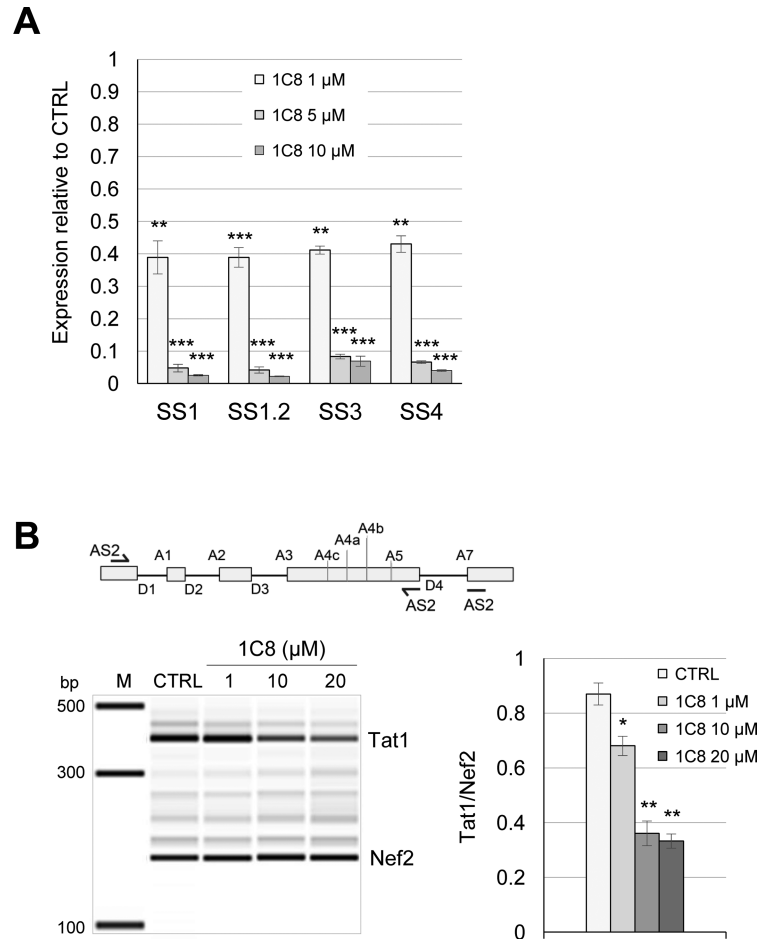 A
Expression relative to CTRL
1
0.9
0.8
0.7
0.6
0.5
0.4
0.3
0.2
0.1
0
1C8 1 µM
1C8 5 µM
1C8 10 µM
** *** ** **
*** *** *** *** *** *** *** ***
SS1 SS1.2 SS3 SS4
B
AS2 A1 A2 A3 A4c A4a A4b A5 A7
D1 D2 D3 D4
AS2 AS2
1C8 (µM)
bp M CTRL 1 10 20
500
300
100
Tat1
Nef2
Tat1/Nef2
1
0.8
0.6
0.4
0.2
0
CTRL
1C8 1 µM
1C8 10 µM
1C8 20 µM
* ** **